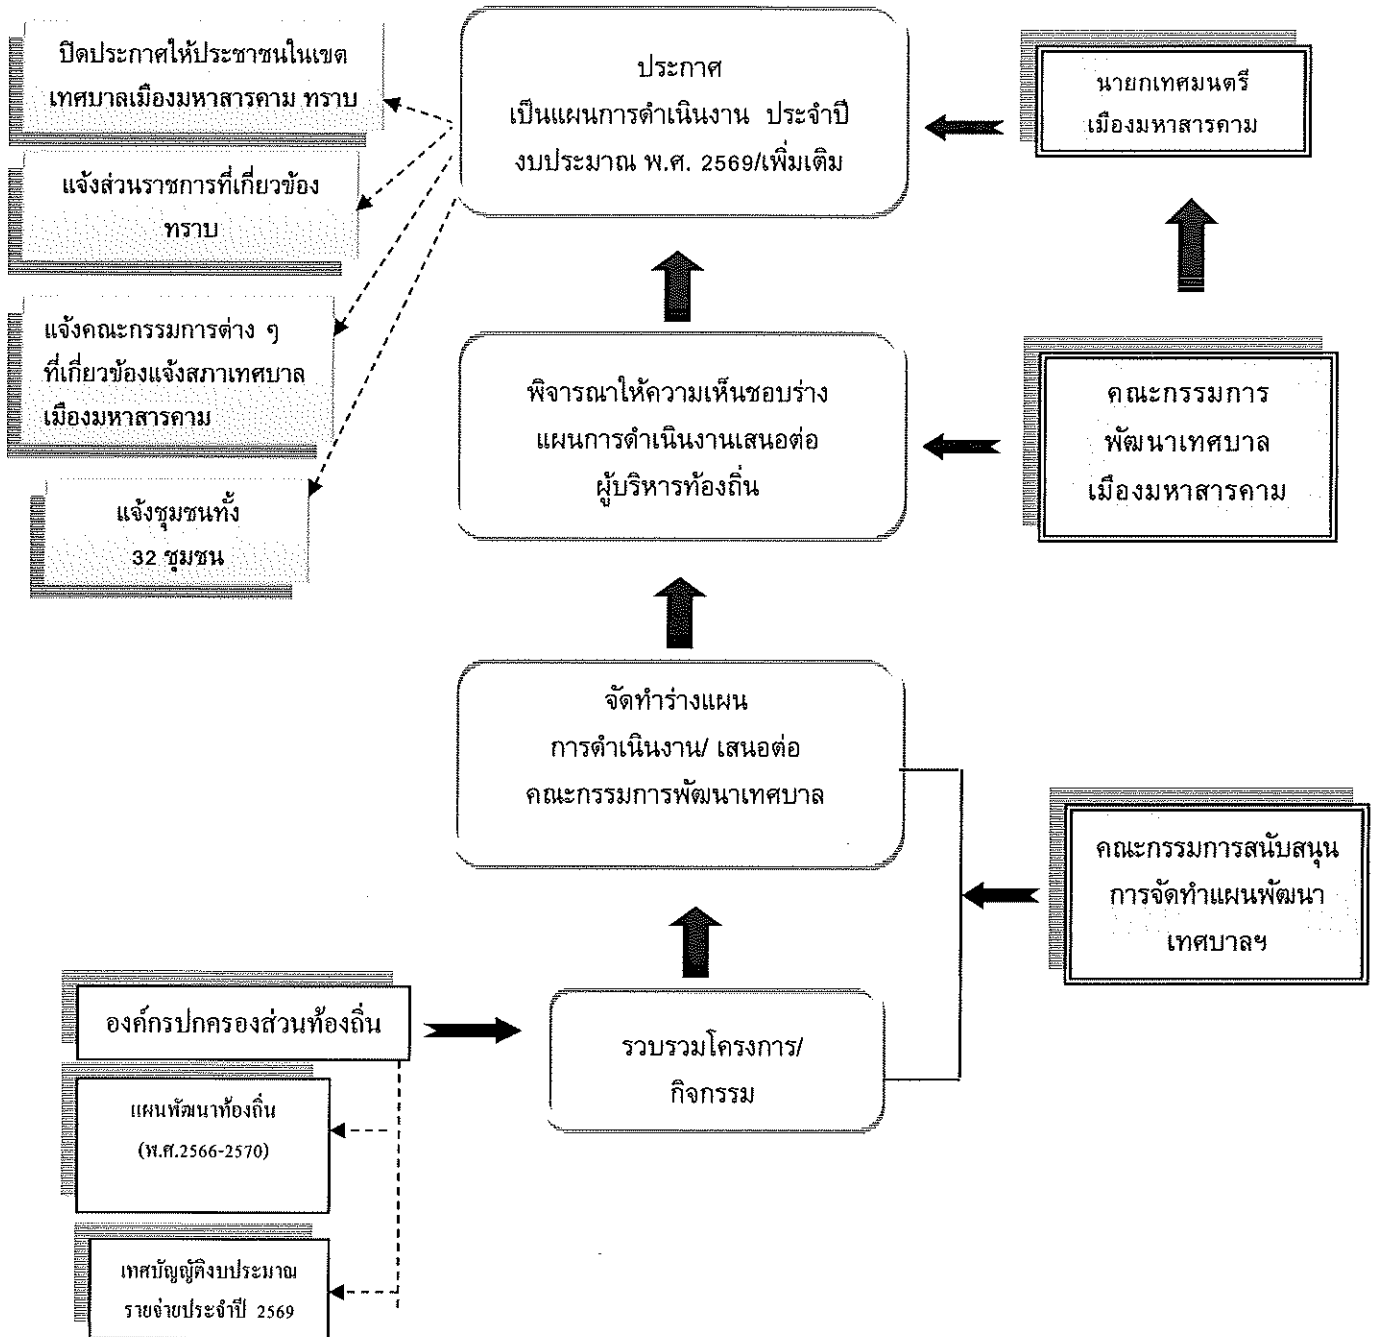 ปิดประกาศให้ประชาชนในเขต
เทศบาลเมืองมหาสารคาม ทราบ
แจ้งส่วนราชการที่เกี่ยวข้อง
ทราบ
แจ้งคณะกรรมการต่าง ๆ
ที่เกี่ยวข้องแจ้งสภาเทศบาล
เมืองมหาสารคาม
แจ้งชุมชนทั้ง
32 ชุมชน
ประกาศ
เป็นแผนการดำเนินงาน ประจำปี
งบประมาณ พ.ศ. 2569/เพิ่มเติม
นายกเทศมนตรี
เมืองมหาสารคาม
พิจารณาให้ความเห็นชอบร่าง
แผนการดำเนินงานเสนอต่อ
ผู้บริหารท้องถิ่น
คณะกรรมการ
พัฒนาเทศบาล
เมืองมหาสารคาม
จัดทำร่างแผน
การดำเนินงาน/ เสนอต่อ
คณะกรรมการพัฒนาเทศบาล
คณะกรรมการสนับสนุน
การจัดทำแผนพัฒนา
เทศบาลฯ
องค์กรปกครองส่วนท้องถิ่น
รวบรวมโครงการ/
กิจกรรม
แผนพัฒนาท้องถิ่น
(พ.ศ.2566-2570)
เทศบัญญัติงบประมาณ
รายจ่ายประจำปี 2569